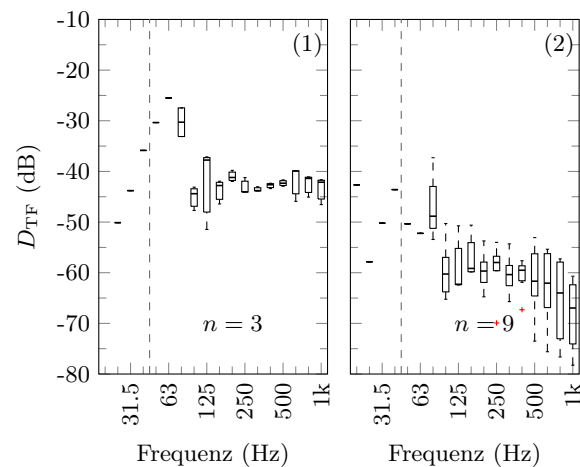 (1) (2)
-10
-20
-30
-40
-50
-60
-70
-80
D_TF (dB)
n = 3 n = 9
31.5 63 125 250 500 1k 31.5 63 125 250 500 1k
Frequenz (Hz) Frequenz (Hz)